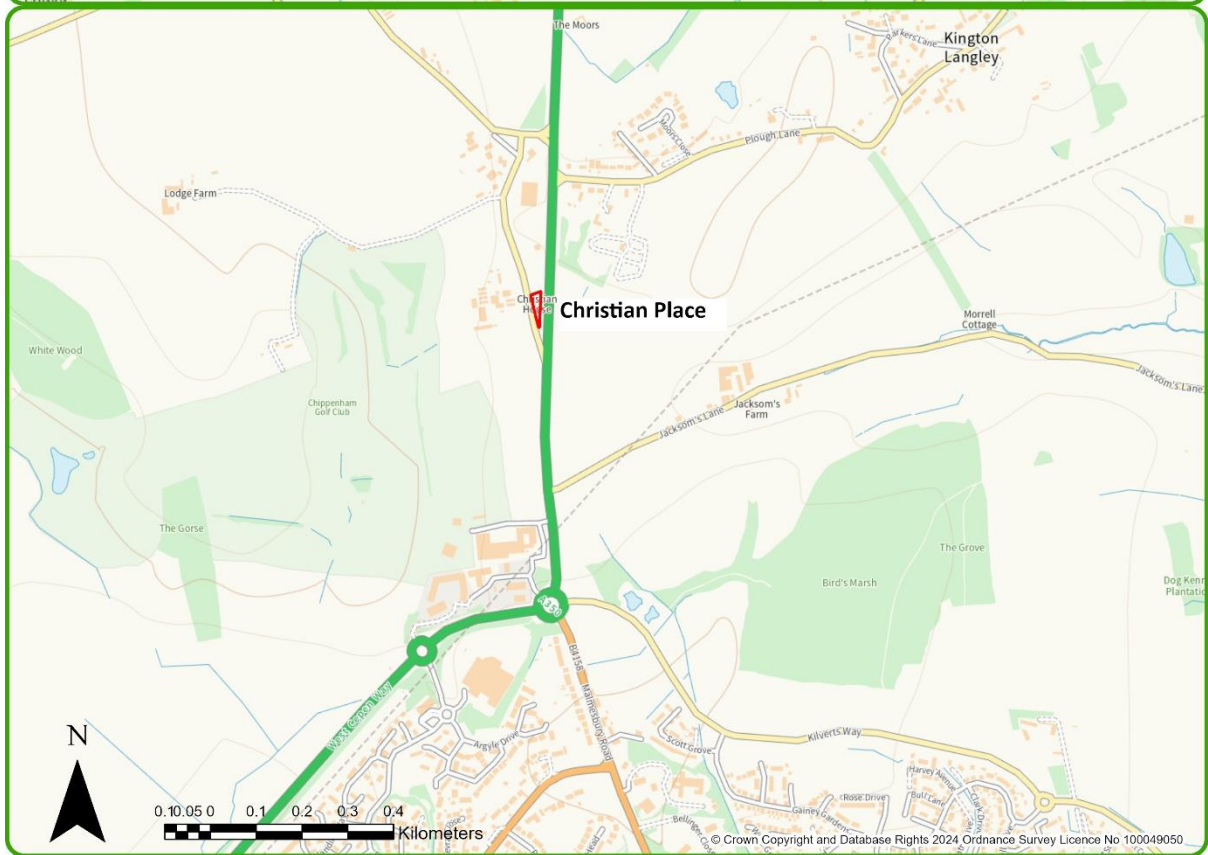 The Moors
Parkers Lane
Kington
Langley
Moors Close
Plough Lane
Lodge Farm
Christian
House
Christian Place
Morrell
Cottage
White Wood
Jacksom's Lane
Chippenham
Golf Club
Jacksom's
Farm
Jacksom's Lane
The Gorse
The Grove
Bird's Marsh
Dog Kenn
Plantatio
A350
B4158
Malmesbury Road
Argyle Drive
Scott Grove
Kilverts Way
Harvey Avenue
Bull Lane
Rose Drive
Gainey Gardens
N
0.1 0.05 0 0.1 0.2 0.3 0.4
Kilometers
© Crown Copyright and Database Rights 2024 Ordnance Survey Licence No 100049050